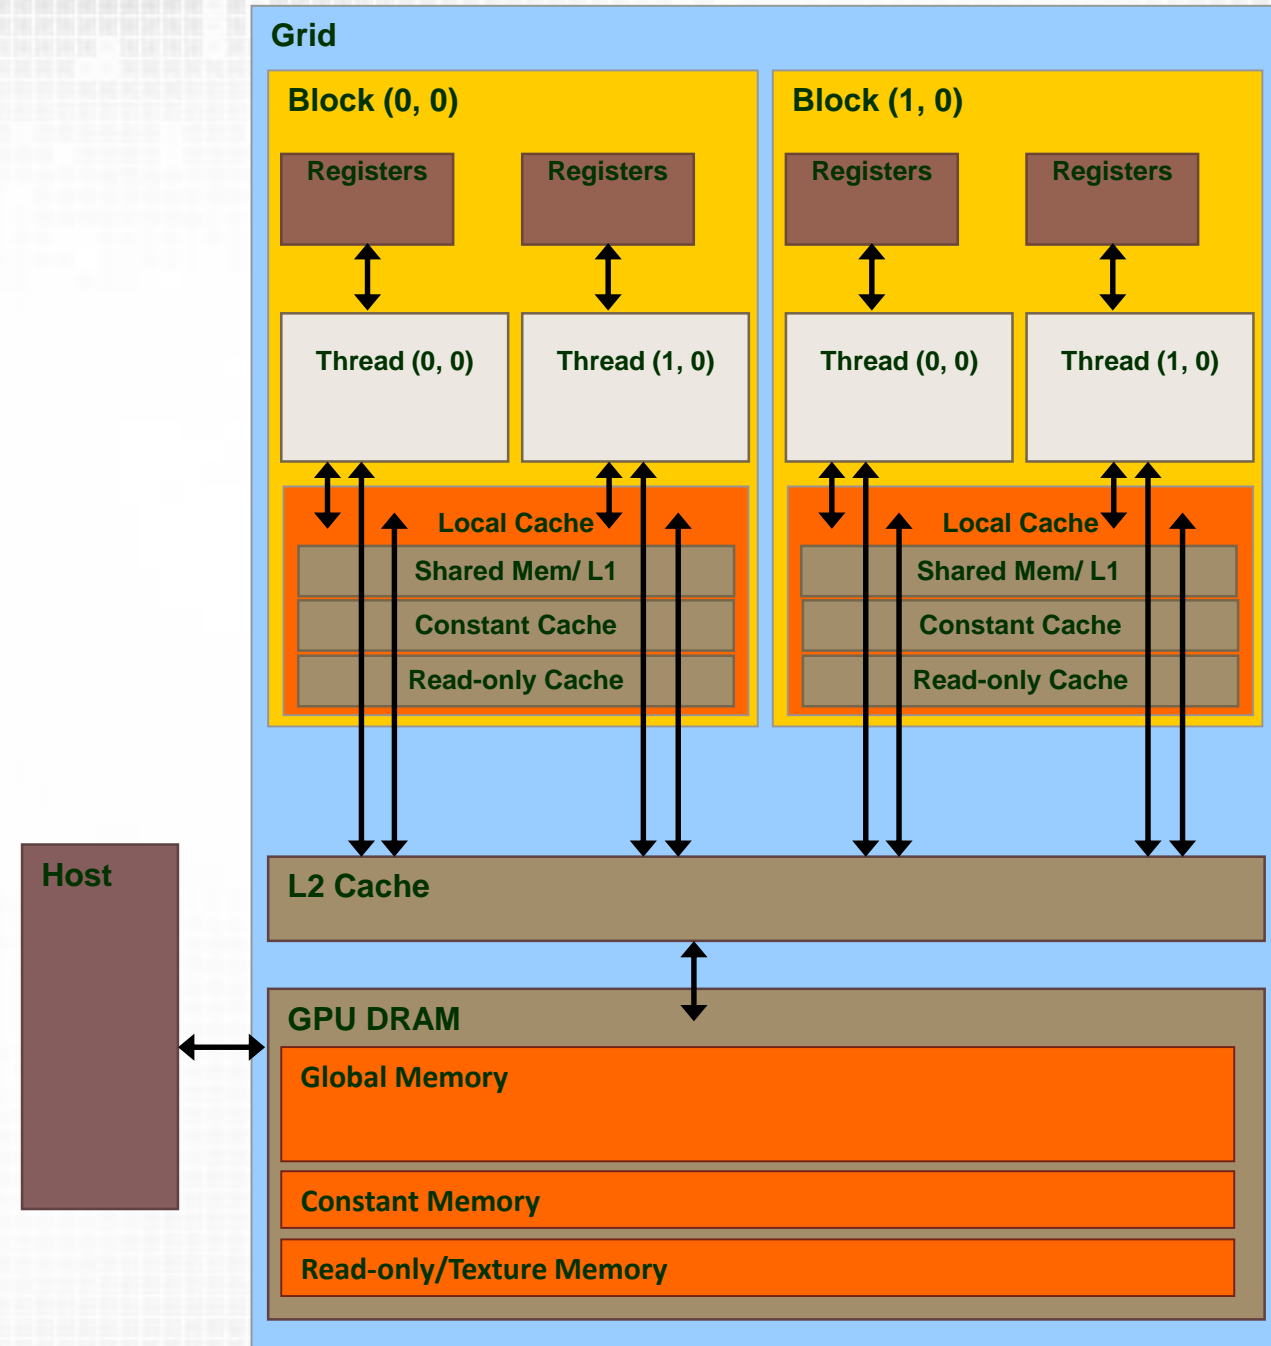 Grid
Block (0, 0)
Block (1, 0)
Registers
Registers
Registers
Registers
Thread (0, 0)
Thread (1, 0)
Thread (0, 0)
Thread (1, 0)
Local Cache
Local Cache
Shared Mem/ L1
Shared Mem/ L1
Constant Cache
Constant Cache
Read-only Cache
Read-only Cache
Host
L2 Cache
GPU DRAM
Global Memory
Constant Memory
Read-only/Texture Memory